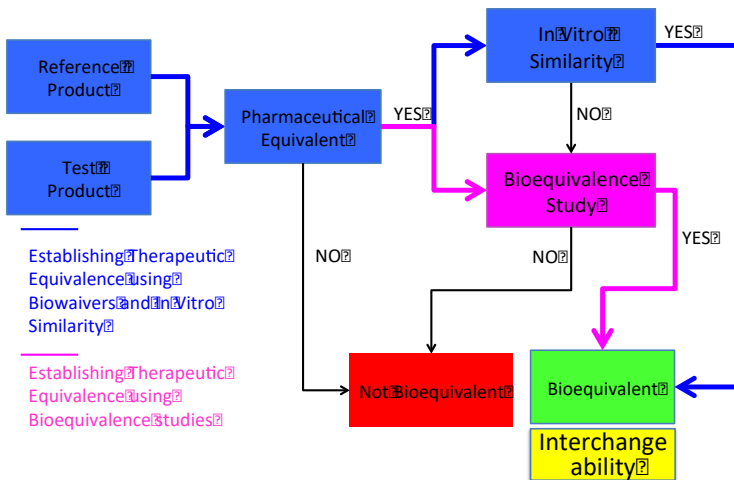 Reference
Product
Test
Product
Pharmaceutical
Equivalent
YES
In Vitro
Similarity
YES
NO
Bioequivalence
Study
YES
NO
NO
Not Bioequivalent
Bioequivalent
Interchange
ability
Establishing Therapeutic
Equivalence using
Biowaivers and In Vitro
Similarity
Establishing Therapeutic
Equivalence using
Bioequivalence studies